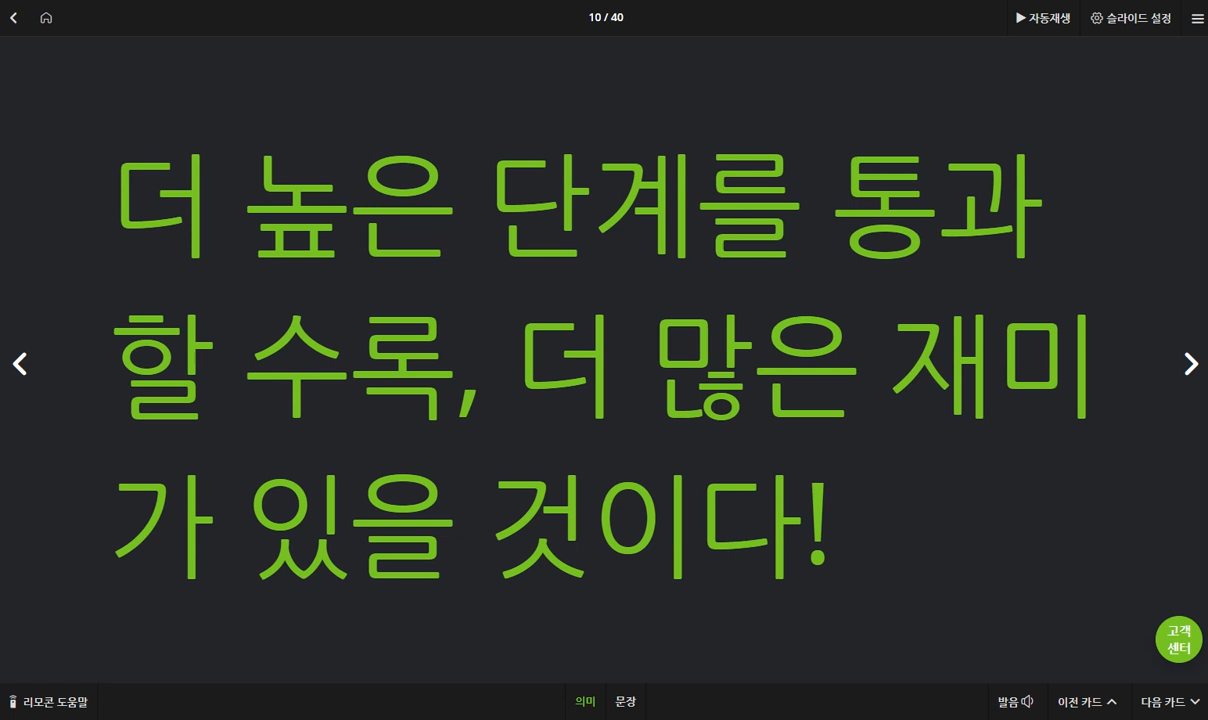 10 / 40
자동재생
슬라이드 설정
더 높은 단계를 통과
할 수록, 더 많은 재미
가 있을 것이다!
고객
센터
리모콘 도움말
의미
문장
발음
이전 카드
다음 카드